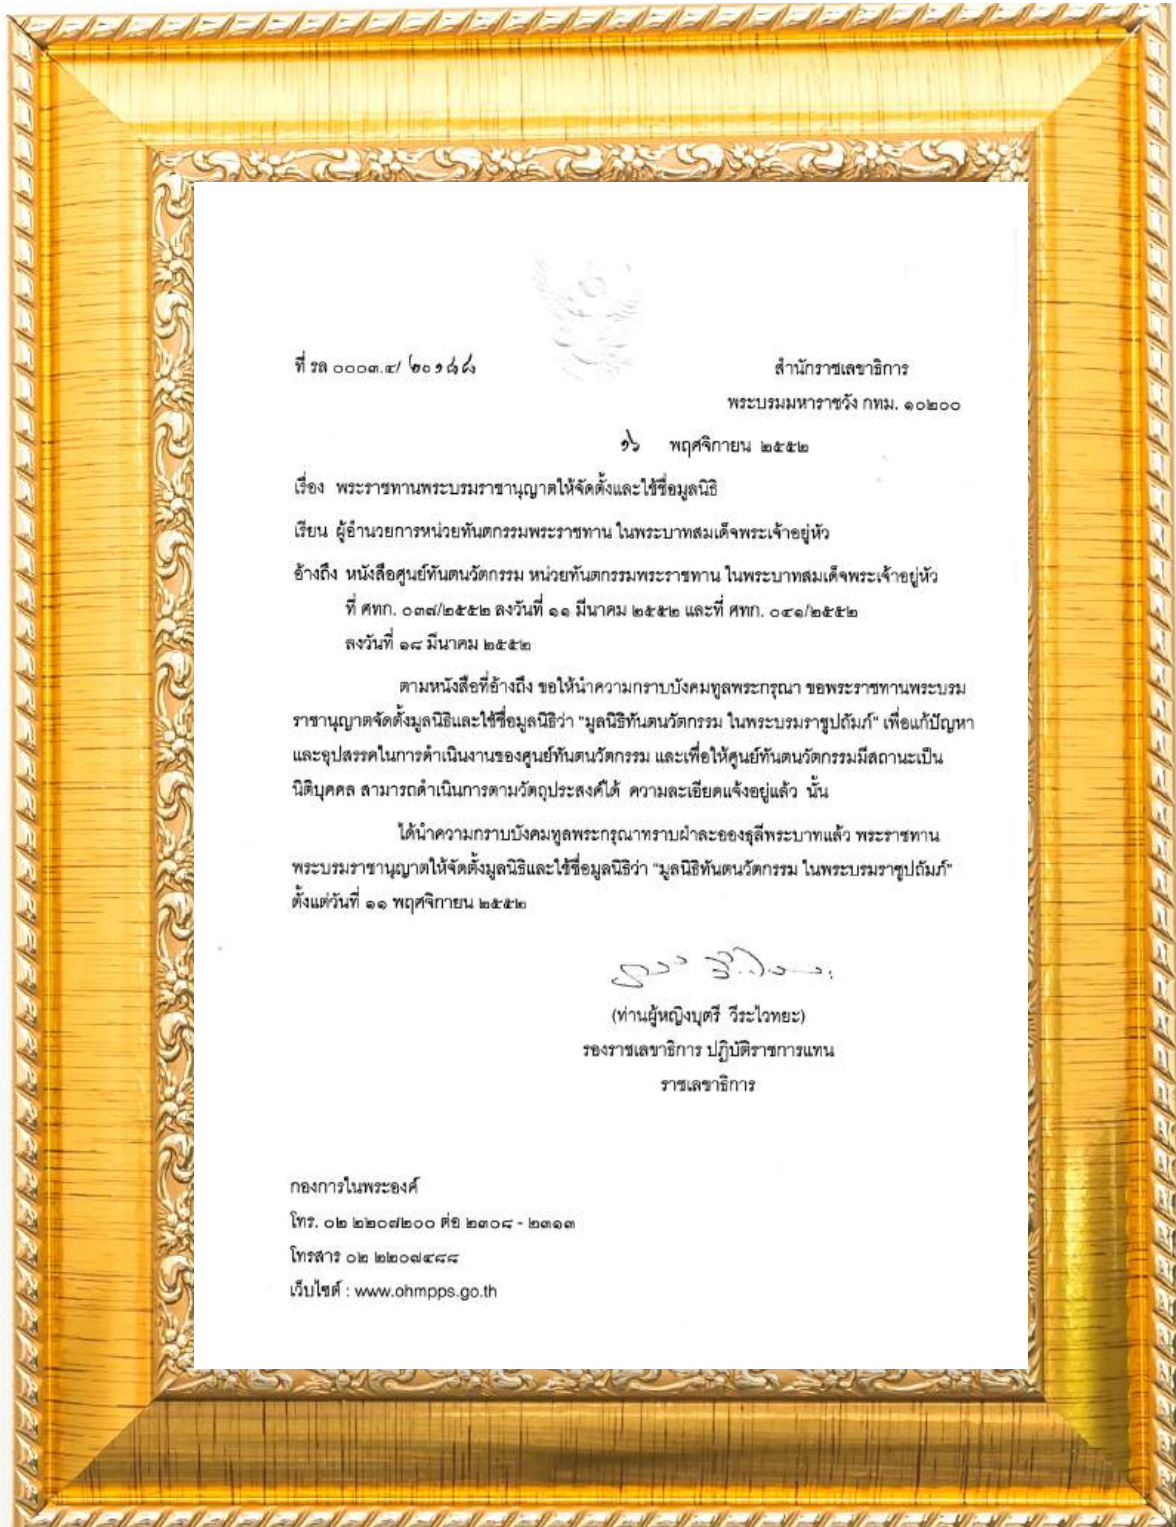 ที่ รล ๐๐๐๓.๔/ ๒๐๑๘๘
สำนักราชเลขาธิการ
พระบรมมหาราชวัง กทม. ๑๐๒๐๐
๑๖ พฤศจิกายน ๒๕๕๒
เรื่อง พระราชทานพระบรมราชานุญาตให้จัดตั้งและใช้ชื่อมูลนิธิ
เรียน ผู้อำนวยการหน่วยทันตกรรมพระราชทาน ในพระบาทสมเด็จพระเจ้าอยู่หัว
อ้างถึง หนังสือศูนย์ทันตนวัตกรรม หน่วยทันตกรรมพระราชทาน ในพระบาทสมเด็จพระเจ้าอยู่หัว
ที่ ศทก. ๐๓๗/๒๕๕๒ ลงวันที่ ๑๑ มีนาคม ๒๕๕๒ และที่ ศทก. ๐๔๑/๒๕๕๒
ลงวันที่ ๑๘ มีนาคม ๒๕๕๒
ตามหนังสือที่อ้างถึง ขอให้นำความกราบบังคมทูลพระกรุณา ขอพระราชทานพระบรม
ราชานุญาตจัดตั้งมูลนิธิและใช้ชื่อมูลนิธิว่า “มูลนิธิทันตนวัตกรรม ในพระบรมราชูปถัมภ์” เพื่อแก้ปัญหา
และอุปสรรคในการดำเนินงานของศูนย์ทันตนวัตกรรม และเพื่อให้ศูนย์ทันตนวัตกรรมมีสถานะเป็น
นิติบุคคล สามารถดำเนินการตามวัตถุประสงค์ได้ ความละเอียดแจ้งอยู่แล้ว นั้น
ได้นำความกราบบังคมทูลพระกรุณาทราบฝ่าละอองธุลีพระบาทแล้ว พระราชทาน
พระบรมราชานุญาตให้จัดตั้งมูลนิธิและใช้ชื่อมูลนิธิว่า “มูลนิธิทันตนวัตกรรม ในพระบรมราชูปถัมภ์”
ตั้งแต่วันที่ ๑๑ พฤศจิกายน ๒๕๕๒
(ท่านผู้หญิงบุตรี วีระไวทยะ)
รองราชเลขาธิการ ปฏิบัติราชการแทน
ราชเลขาธิการ
กองการในพระองค์
โทร. ๐๒ ๒๒๐๗๒๐๐ ต่อ ๒๓๐๘ - ๒๓๑๓
โทรสาร ๐๒ ๒๒๐๗๔๘๘
เว็บไซต์ : www.ohmpps.go.th